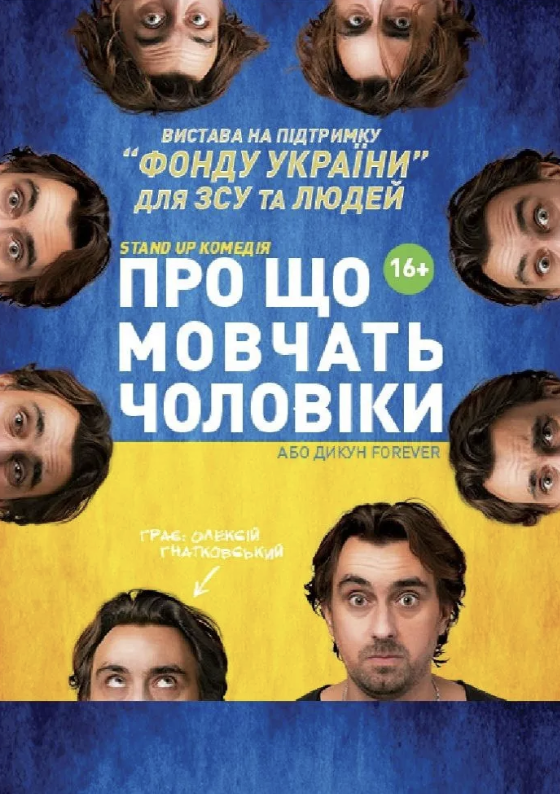 ВИСТАВА НА ПІДТРИМКУ
“ФОНДУ УКРАЇНИ”
ДЛЯ ЗСУ ТА ЛЮДЕЙ
STAND UP КОМЕДІЯ
ПРО ЩО
16+
МОВЧАТЬ
ЧОЛОВІКИ
АБО ДИКУН FOREVER
ГРАЄ: ОЛЕКСІЙ
ГНАТКОВСЬКИЙ